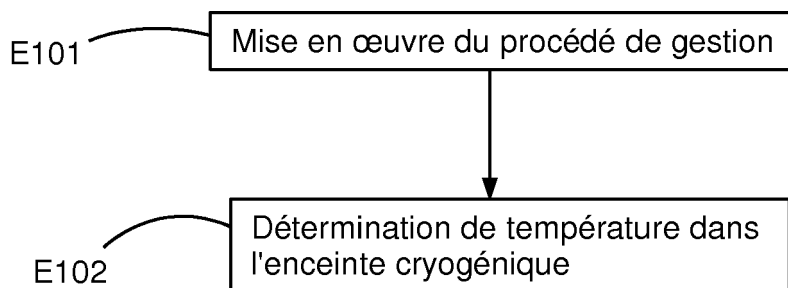 Mise en œuvre du procédé de gestion
E101
Détermination de température dans
l'enceinte cryogénique
E102